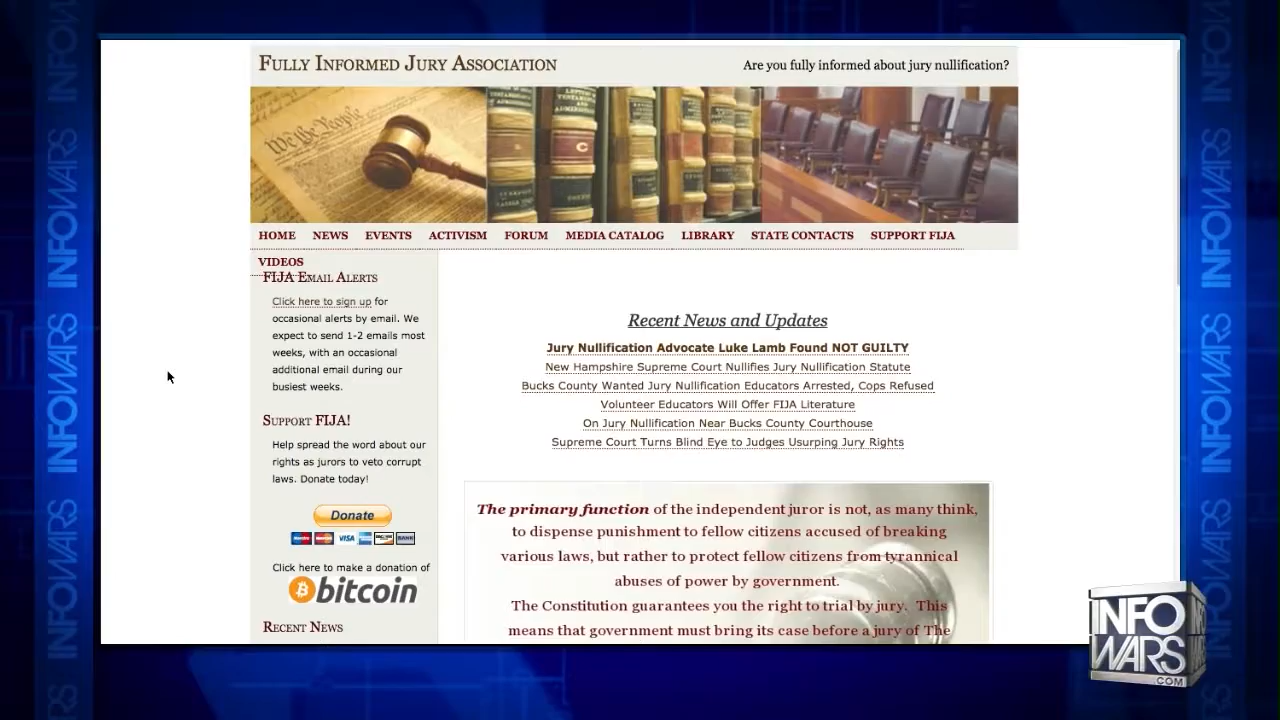 FULLY INFORMED JURY ASSOCIATION
Are you fully informed about jury nullification?
We the People
HOME NEWS EVENTS ACTIVISM FORUM MEDIA CATALOG LIBRARY STATE CONTACTS SUPPORT FIJA
VIDEOS
FIJA EMAIL ALERTS
Click here to sign up for
occasional alerts by email. We
expect to send 1-2 emails most
weeks, with an occasional
additional email during our
busiest weeks.
SUPPORT FIJA!
Help spread the word about our
rights as jurors to veto corrupt
laws. Donate today!
Donate
VISA
Click here to make a donation of
bitcoin
RECENT NEWS
Recent News and Updates
Jury Nullification Advocate Luke Lamb Found NOT GUILTY
New Hampshire Supreme Court Nullifies Jury Nullification Statute
Bucks County Wanted Jury Nullification Educators Arrested, Cops Refused
Volunteer Educators Will Offer FIJA Literature
On Jury Nullification Near Bucks County Courthouse
Supreme Court Turns Blind Eye to Judges Usurping Jury Rights
The primary function of the independent juror is not, as many think,
to dispense punishment to fellow citizens accused of breaking
various laws, but rather to protect fellow citizens from tyrannical
abuses of power by government.
The Constitution guarantees you the right to trial by jury. This
means that government must bring its case before a jury of The
INFOWARS
INFOWARS
INFOWARS
INFOWARS
INFOWARS
INFOWARS
INFO
WARS
.COM